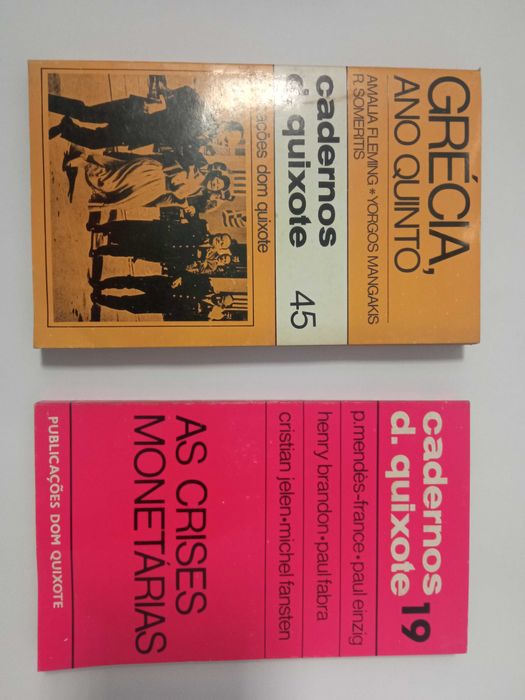 GRÉCIA,
ANO QUINTO
AMALIA FLEMING * YORGOS MANGAKIS
R. SOMERITIS
cadernos
d. quixote
45
ações dom quixote
cadernos
d. quixote 19
p.mendès-france • paul einzig
henry brandon • paul fabra
cristian jelen • michel fansten
AS CRISES
MONETÁRIAS
PUBLICAÇÕES DOM QUIXOTE